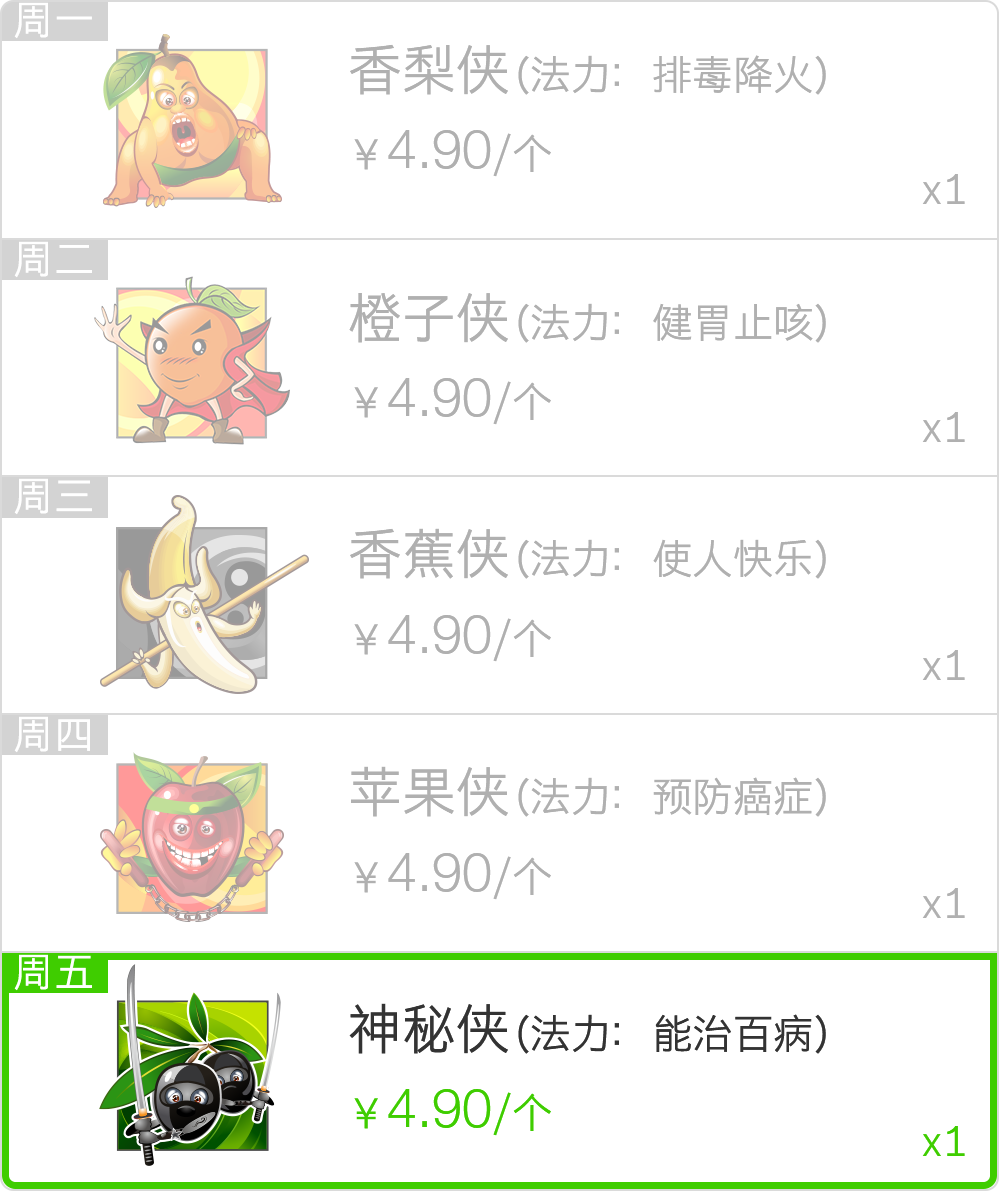 周一
香梨侠(法力: 排毒降火)
￥4.90/个
x1
周二
橙子侠(法力: 健胃止咳)
￥4.90/个
x1
周三
香蕉侠(法力: 使人快乐)
￥4.90/个
x1
周四
苹果侠(法力: 预防癌症)
￥4.90/个
x1
周五
神秘侠(法力: 能治百病)
￥4.90/个
x1